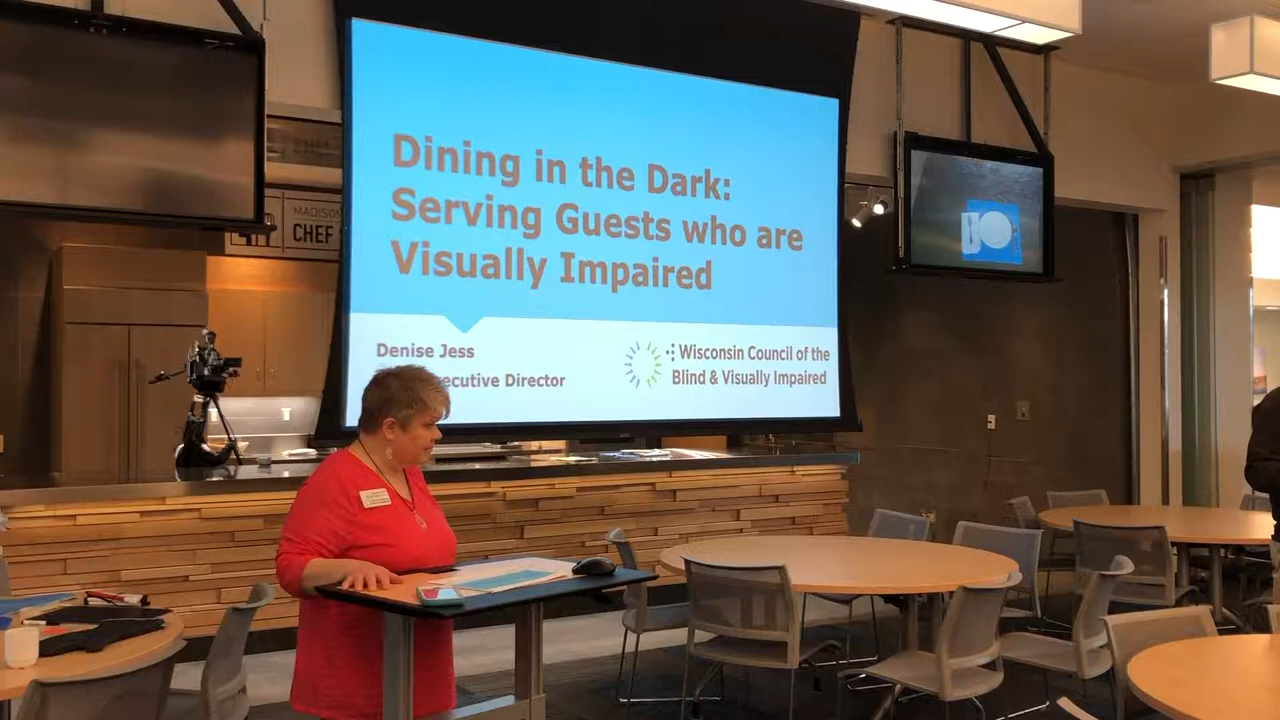 MADISON
CHEF
Dining in the Dark:
Serving Guests who are
Visually Impaired
Denise Jess
ecutive Director
Wisconsin Council of the
Blind & Visually Impaired